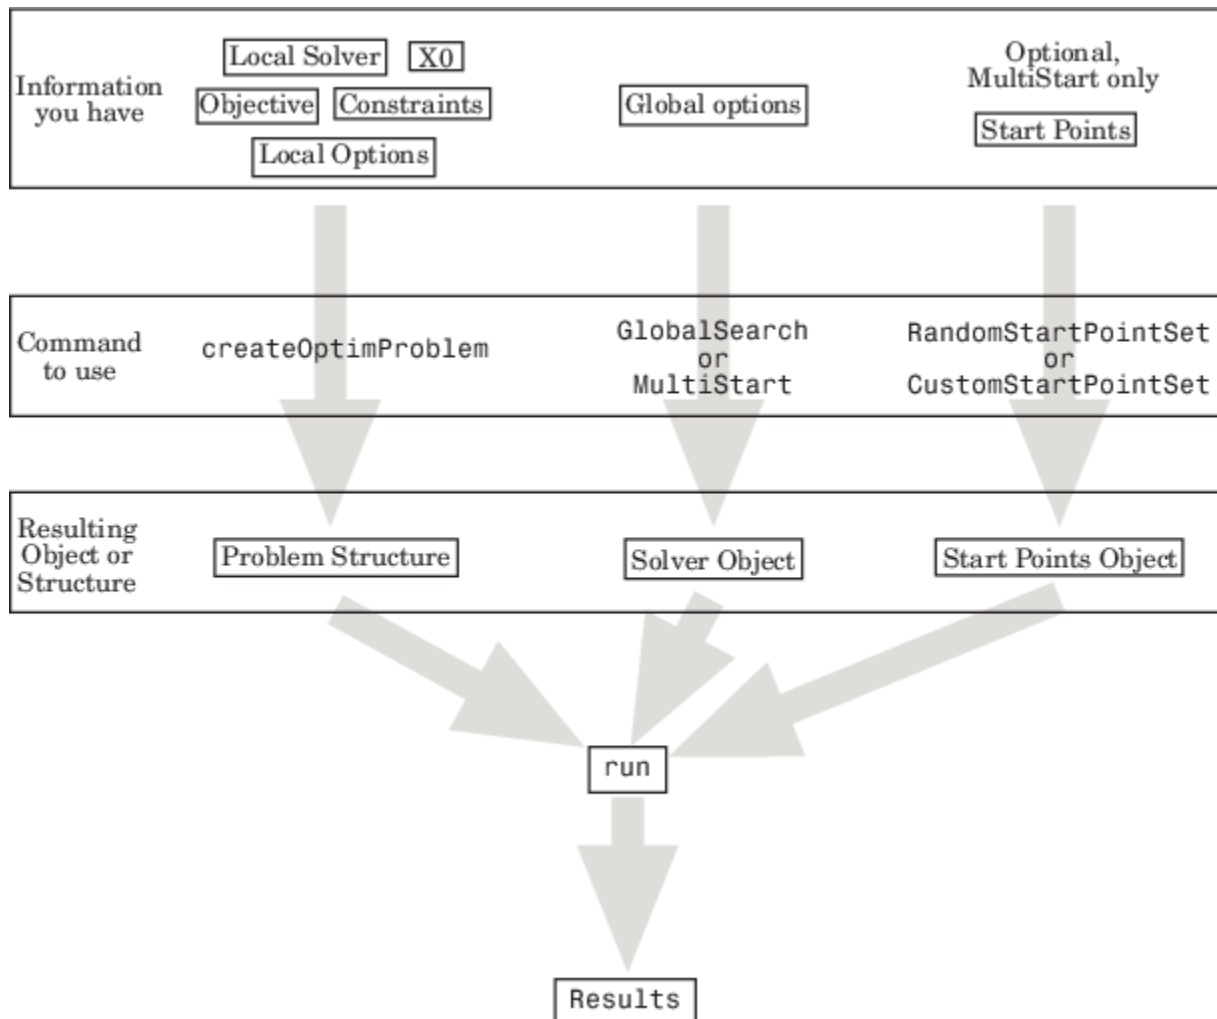 Information
you have
Local Solver
X0
Objective
Constraints
Local Options
Global options
Optional,
MultiStart only
Start Points
Command
to use
createOptimProblem
GlobalSearch
or
MultiStart
RandomStartPointSet
or
CustomStartPointSet
Resulting
Object or
Structure
Problem Structure
Solver Object
Start Points Object
run
Results